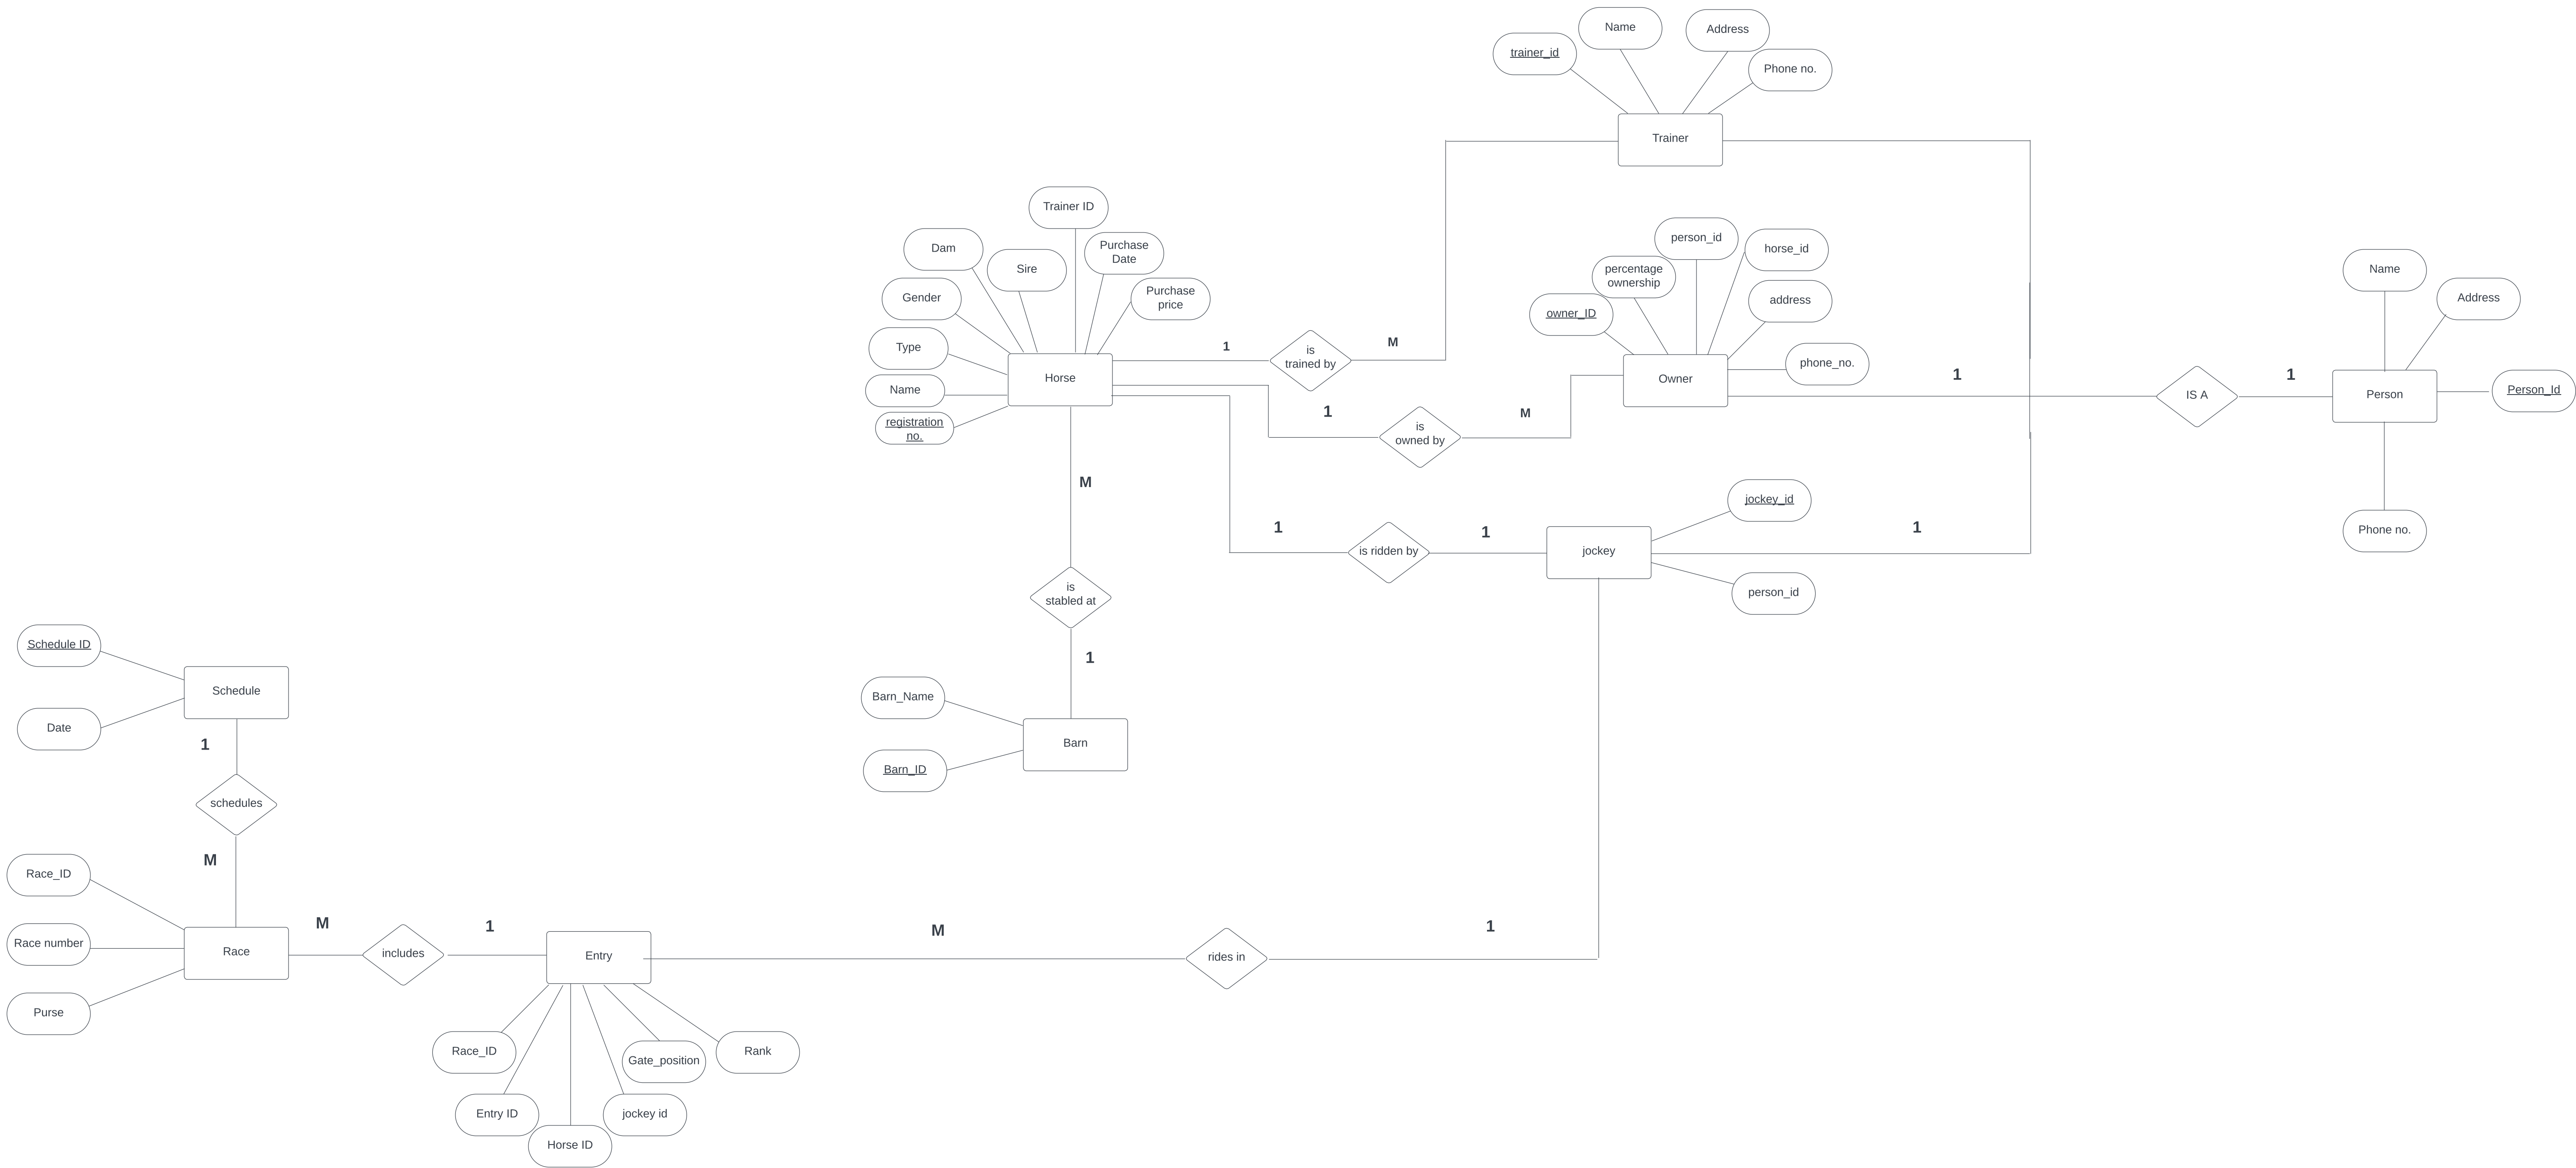 Name
Address
trainer_id
Phone no.
Trainer
Trainer ID
Dam
Sire
Purchase
Date
Gender
Purchase
price
Type
Name
registration
no.
Horse
1
is
trained by
M
person_id
horse_id
percentage
ownership
owner_ID
address
phone_no.
Owner
1
is
owned by
M
1
IS A
1
Name
Address
Person
Person_Id
Phone no.
M
1
is ridden by
1
jockey
jockey_id
person_id
1
is
stabled at
1
Barn_Name
Barn
Barn_ID
Schedule ID
Schedule
Date
1
schedules
M
Race_ID
Race number
Race
Purse
M
includes
1
Entry
M
rides in
1
Race_ID
Gate_position
Rank
Entry ID
jockey id
Horse ID